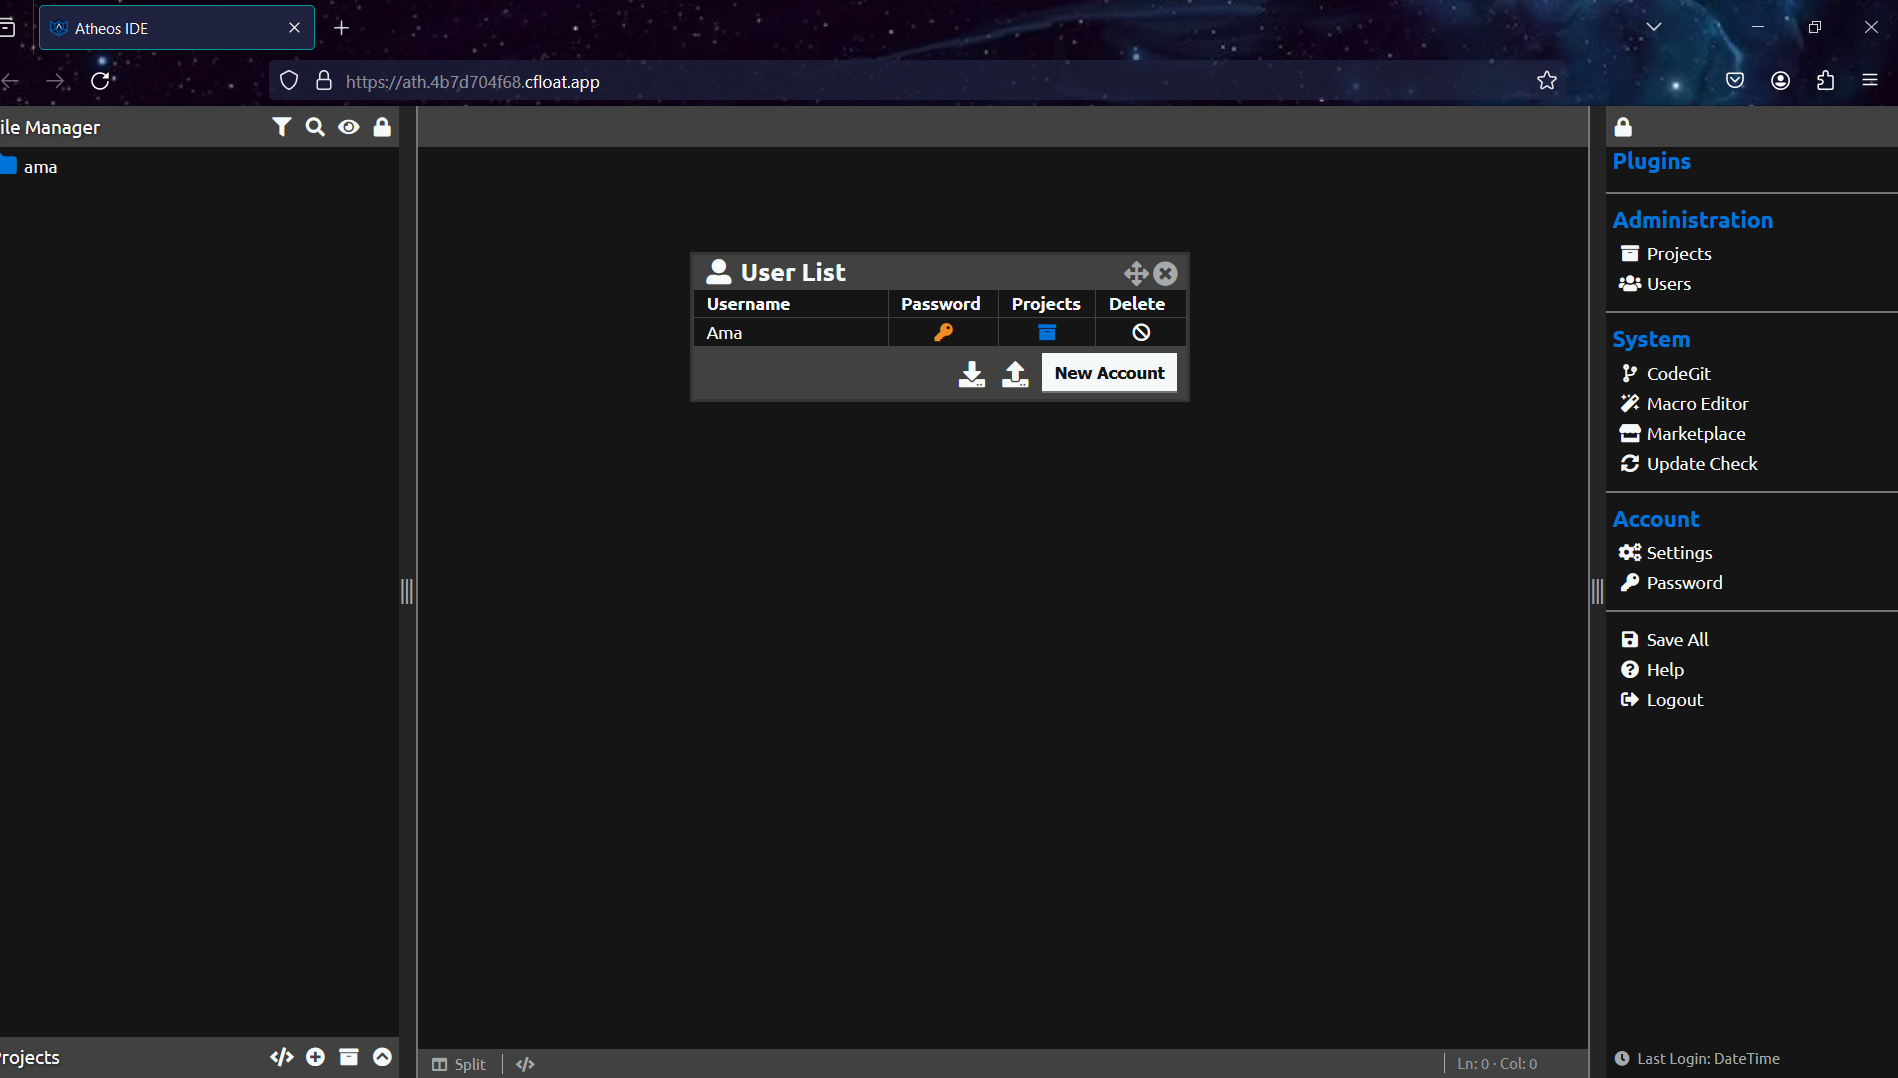 Atheos IDE
https://ath.4b7d704f68.cfloat.app
ile Manager
ama
User List
Username Password Projects Delete
Ama
New Account
Plugins
Administration
Projects
Users
System
CodeGit
Macro Editor
Marketplace
Update Check
Account
Settings
Password
Save All
Help
Logout
rojects
Split
Ln: 0 · Col: 0
Last Login: DateTime